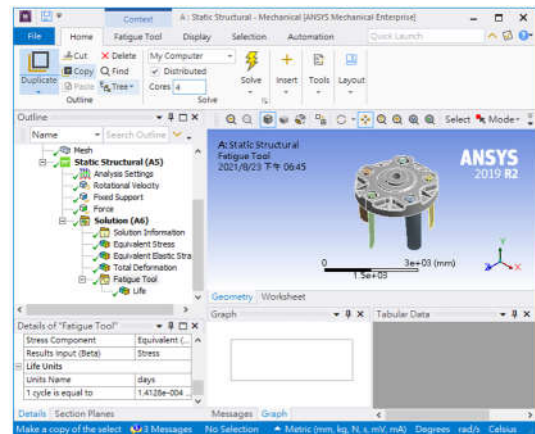 Context
A : Static Structural - Mechanical [ANSYS Mechanical Enterprise]
File
Home
Fatigue Tool
Display
Selection
Automation
Quick Launch
Duplicate
Cut
Delete
Copy
Find
Paste
Tree
Outline
My Computer
Distributed
Cores 4
Solve
Solve
Insert
Tools
Layout
Outline
Name
Search Outline
Select
Mode
Mesh
Static Structural (A5)
Analysis Settings
Rotational Velocity
Fixed Support
Force
Solution (A6)
Solution Information
Equivalent Stress
Equivalent Elastic Stra
Total Deformation
Fatigue Tool
Life
A: Static Structural
Fatigue Tool
2021/8/23 下午 06:45
ANSYS
2019 R2
0
3e+03 (mm)
1.5e+03
Y
X
Z
Geometry
Worksheet
Details of "Fatigue Tool"
Stress Component
Equivalent (...
Results Input (Beta)
Stress
Life Units
Units Name
days
1 cycle is equal to
1.4128e-004
Details
Section Planes
Graph
Tabular Data
Messages
Graph
Make a copy of the select
3 Messages
No Selection
Metric (mm, kg, N, s, mV, mA)
Degrees
rad/s
Celsius